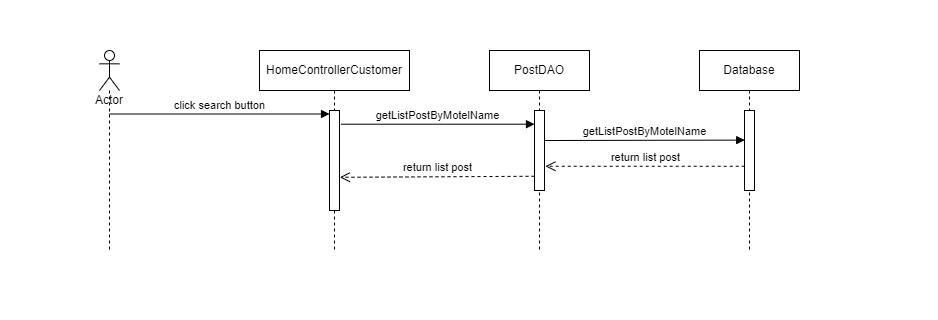 HomeControllerCustomer
PostDAO
Database
Actor
click search button
getListPostByMotelName
getListPostByMotelName
return list post
return list post